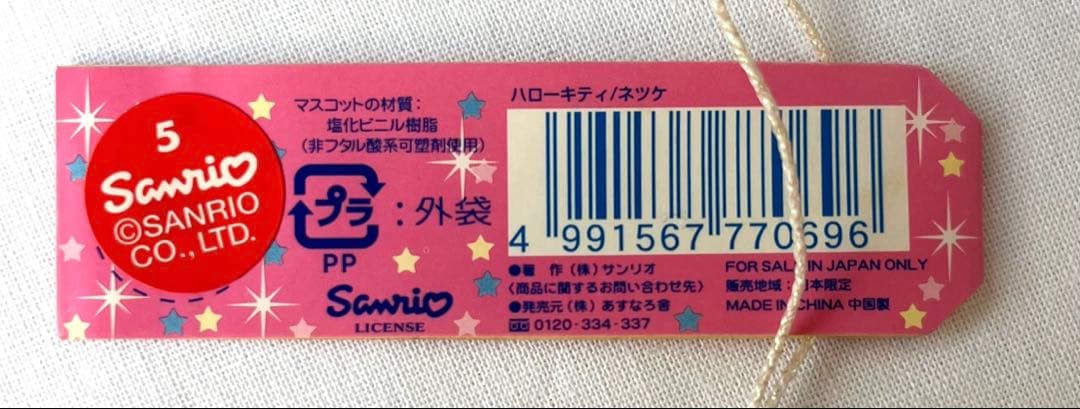 5
Sanrio
©SANRIO
CO., LTD.
マスコットの材質：
塩化ビニル樹脂
（非フタル酸系可塑剤使用）
プラ：外袋
PP
Sanrio
LICENSE
ハローキティ/ネツケ
4 991567 770696
●著 作（株）サンリオ
〈商品に関するお問い合わせ先〉
●発売元（株）あすなろ舎
0120-334-337
FOR SALE IN JAPAN ONLY
販売地域：日本限定
MADE IN CHINA 中国製